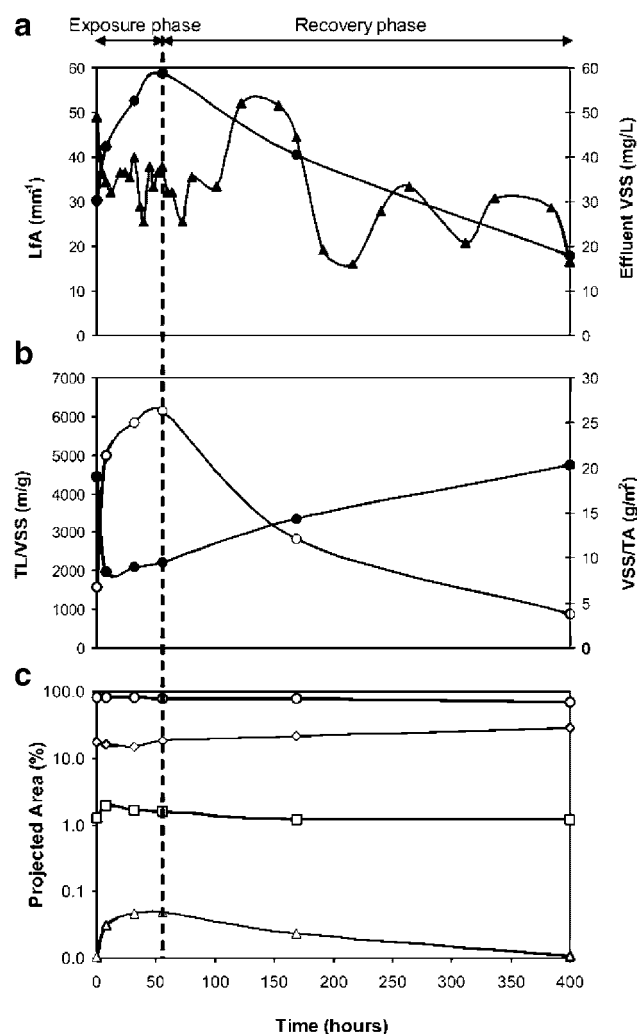 a
Exposure phase
Recovery phase
60
50
40
30
20
10
0
LfA (mm-1)
60
50
40
30
20
10
0
Effluent VSS (mg/L)
b
7000
6000
5000
4000
3000
2000
1000
0
TL/VSS (m/g)
30
25
20
15
10
5
0
VSS/TA (g/m²)
c
100.0
10.0
1.0
0.1
0.0
Projected Area (%)
0 50 100 150 200 250 300 350 400
Time (hours)